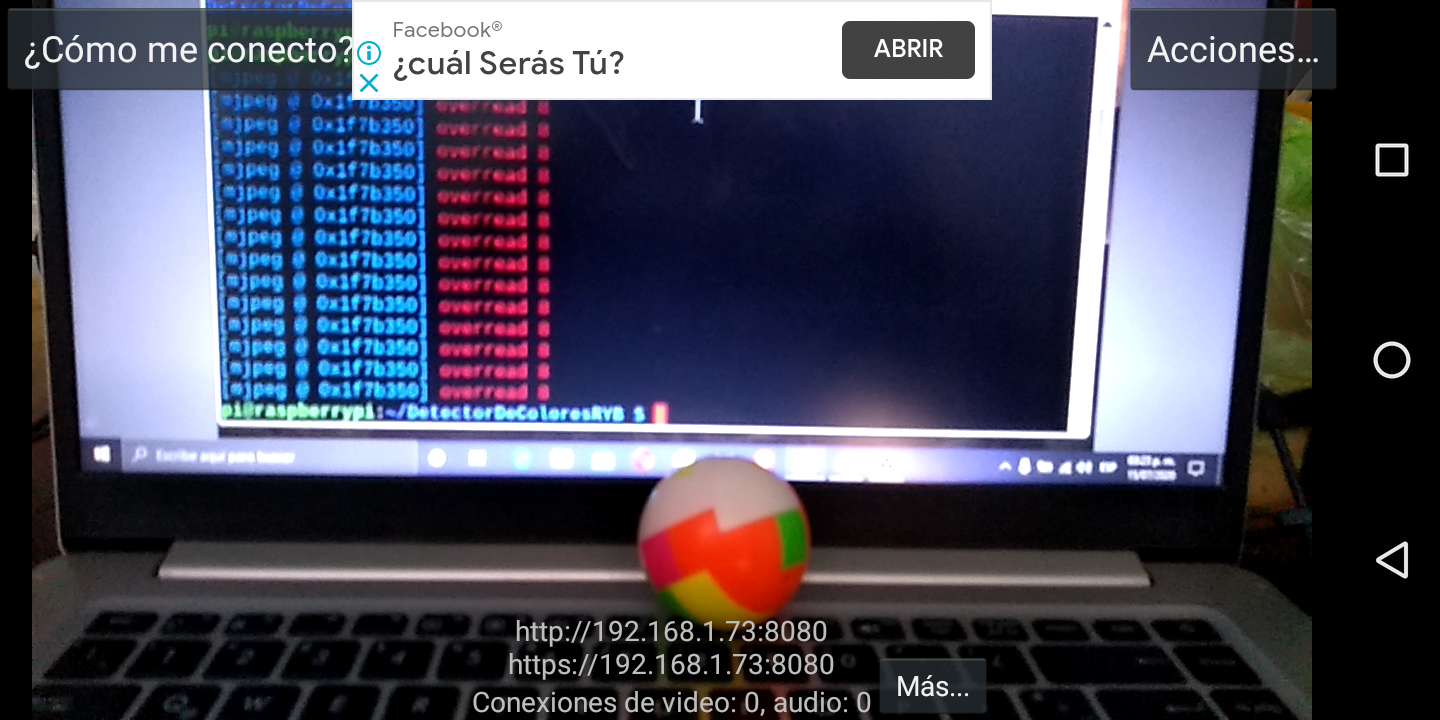 ¿Cómo me conecto?
Facebook®
¿cuál Serás Tú?
ABRIR
Acciones...
[mjpeg @ 0x1f7b350] overread 8
[mjpeg @ 0x1f7b350] overread 8
[mjpeg @ 0x1f7b350] overread 8
[mjpeg @ 0x1f7b350] overread 8
[mjpeg @ 0x1f7b350] overread 8
[mjpeg @ 0x1f7b350] overread 8
[mjpeg @ 0x1f7b350] overread 8
[mjpeg @ 0x1f7b350] overread 8
[mjpeg @ 0x1f7b350] overread 8
[mjpeg @ 0x1f7b350] overread 8
[mjpeg @ 0x1f7b350] overread 8
[mjpeg @ 0x1f7b350] overread 8
[mjpeg @ 0x1f7b350] overread 8
[mjpeg @ 0x1f7b350] overread 8
pi@raspberrypi:~/DetectorDeColoresRYB $
Escribe aquí para buscar
ESP
http://192.168.1.73:8080
https://192.168.1.73:8080
Conexiones de video: 0, audio: 0
Más...